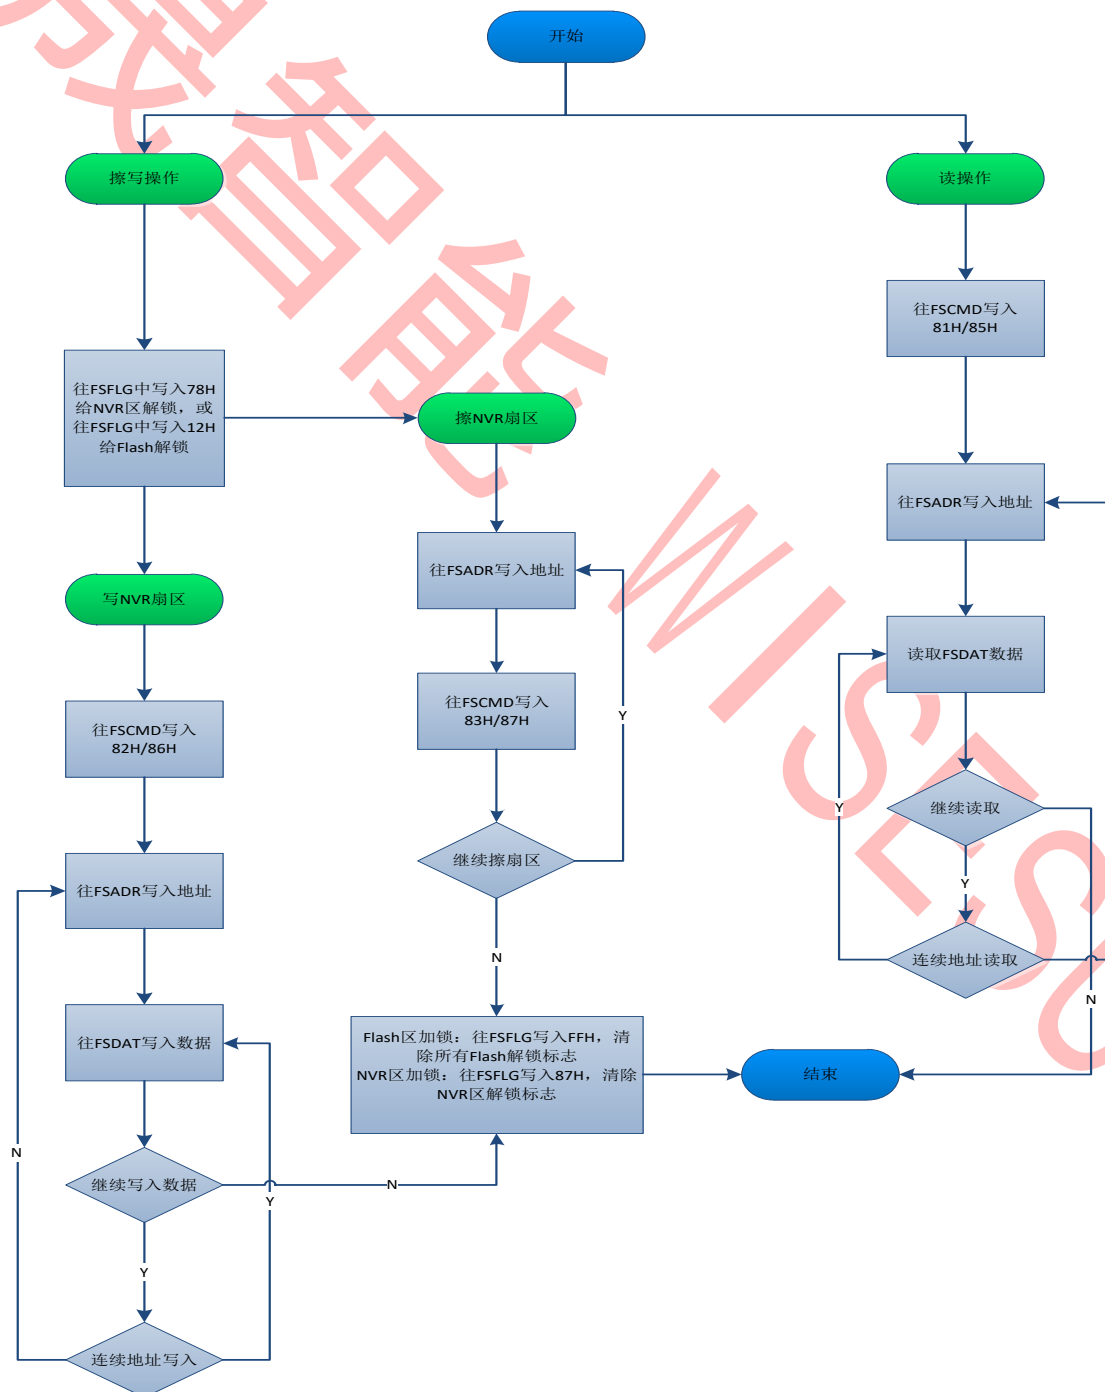 开始
擦写操作
读操作
往FSCMD写入
81H/85H
往FSFLG中写入78H
给NVR区解锁，或
往FSFLG中写入12H
给Flash解锁
擦NVR扇区
往FSADR写入地址
往FSADR写入地址
写NVR扇区
读取FSDAT数据
往FSCMD写入
83H/87H
Y
往FSCMD写入
82H/86H
Y
继续读取
继续擦扇区
Y
往FSADR写入地址
N
连续地址读取
N
Flash区加锁：往FSFLG写入FFH，清
除所有Flash解锁标志
NVR区加锁：往FSFLG写入87H，清除
NVR区解锁标志
往FSDAT写入数据
结束
N
继续写入数据
N
Y
Y
连续地址写入
晟智能 WISESU